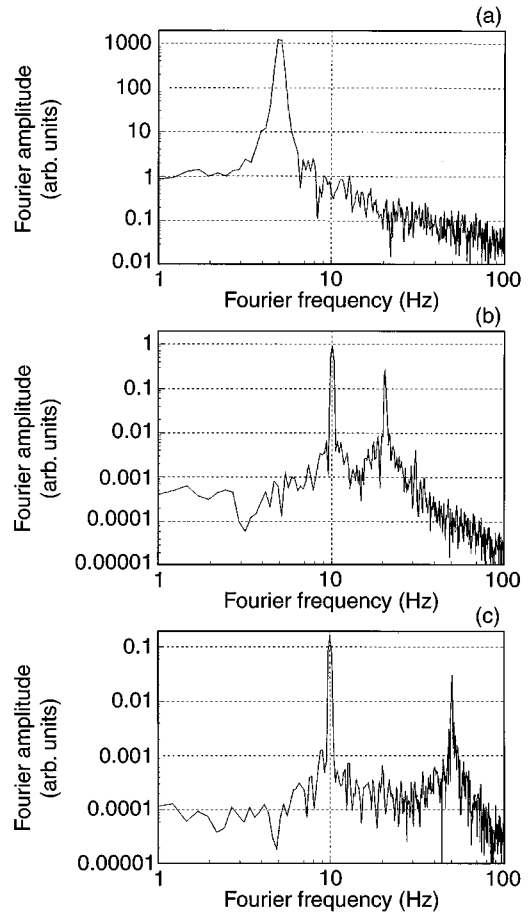 (a)
Fourier amplitude
(arb. units)
1000
100
10
1
0.1
0.01
1
10
100
Fourier frequency (Hz)
(b)
Fourier amplitude
(arb. units)
1
0.1
0.01
0.001
0.0001
0.00001
1
10
100
Fourier frequency (Hz)
(c)
Fourier amplitude
(arb. units)
0.1
0.01
0.001
0.0001
0.00001
1
10
100
Fourier frequency (Hz)